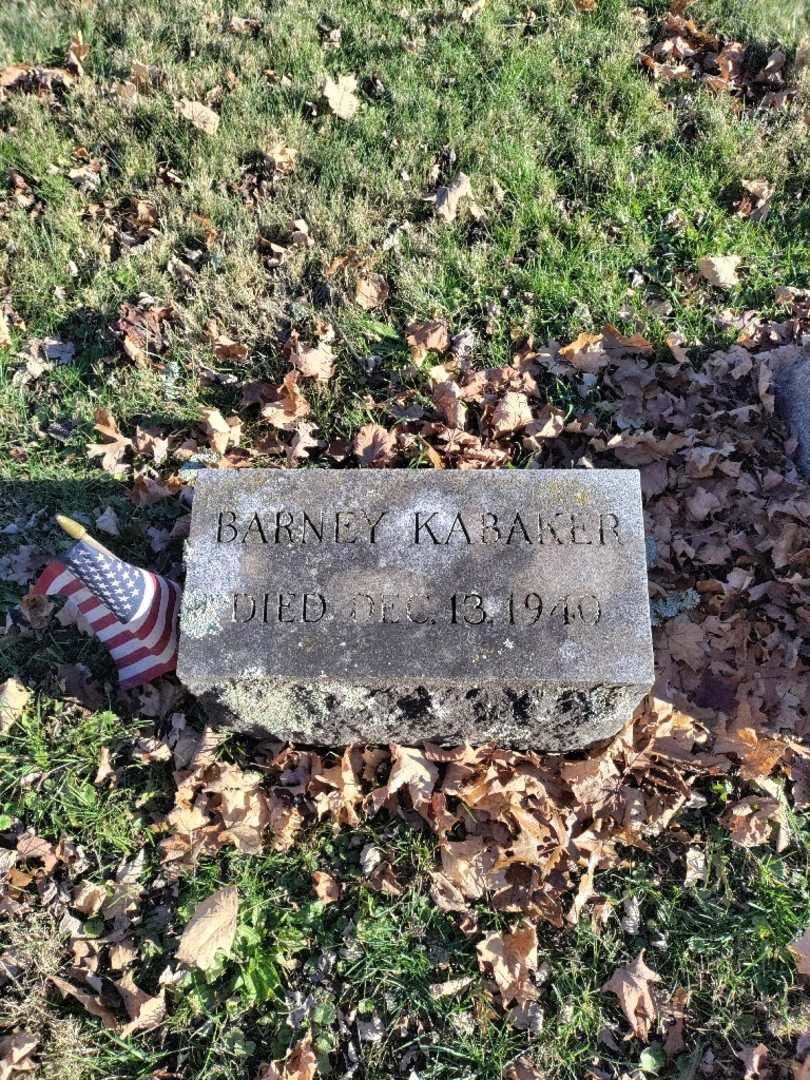 BARNEY KABAKER
DIED DEC. 13, 1940